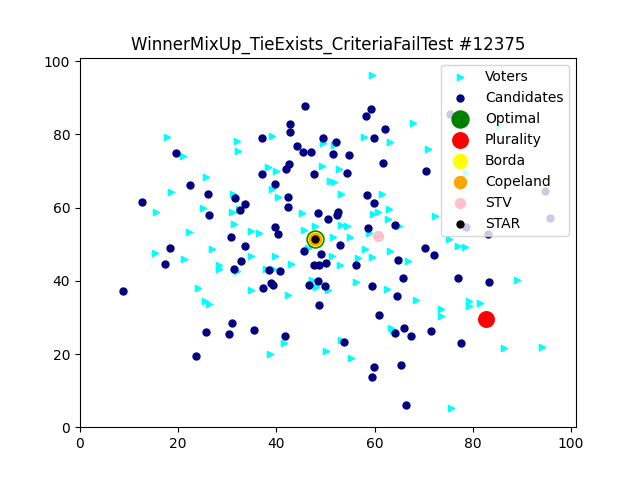 WinnerMixUp_TieExists_CriteriaFailTest #12375
100
80
60
40
20
0
0 20 40 60 80 100
Voters
Candidates
Optimal
Plurality
Borda
Copeland
STV
STAR